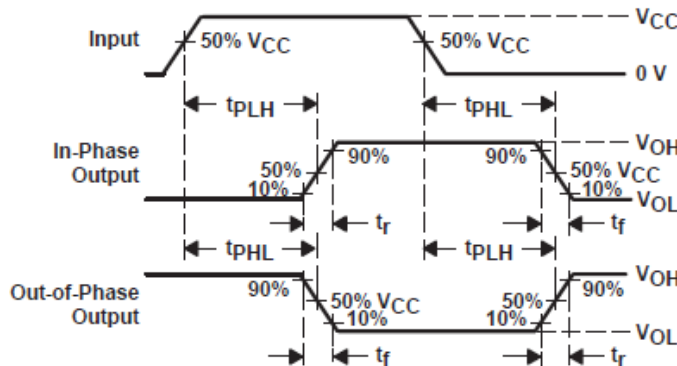 VCC
Input
50% VCC
50% VCC
0 V
tPLH
tPHL
In-Phase
Output
VOH
90%
90%
50%
50% VCC
10%
10%
VOL
tr
tf
tPHL
tPLH
Out-of-Phase
Output
VOH
90%
90%
50% VCC
50%
10%
10%
VOL
tf
tr